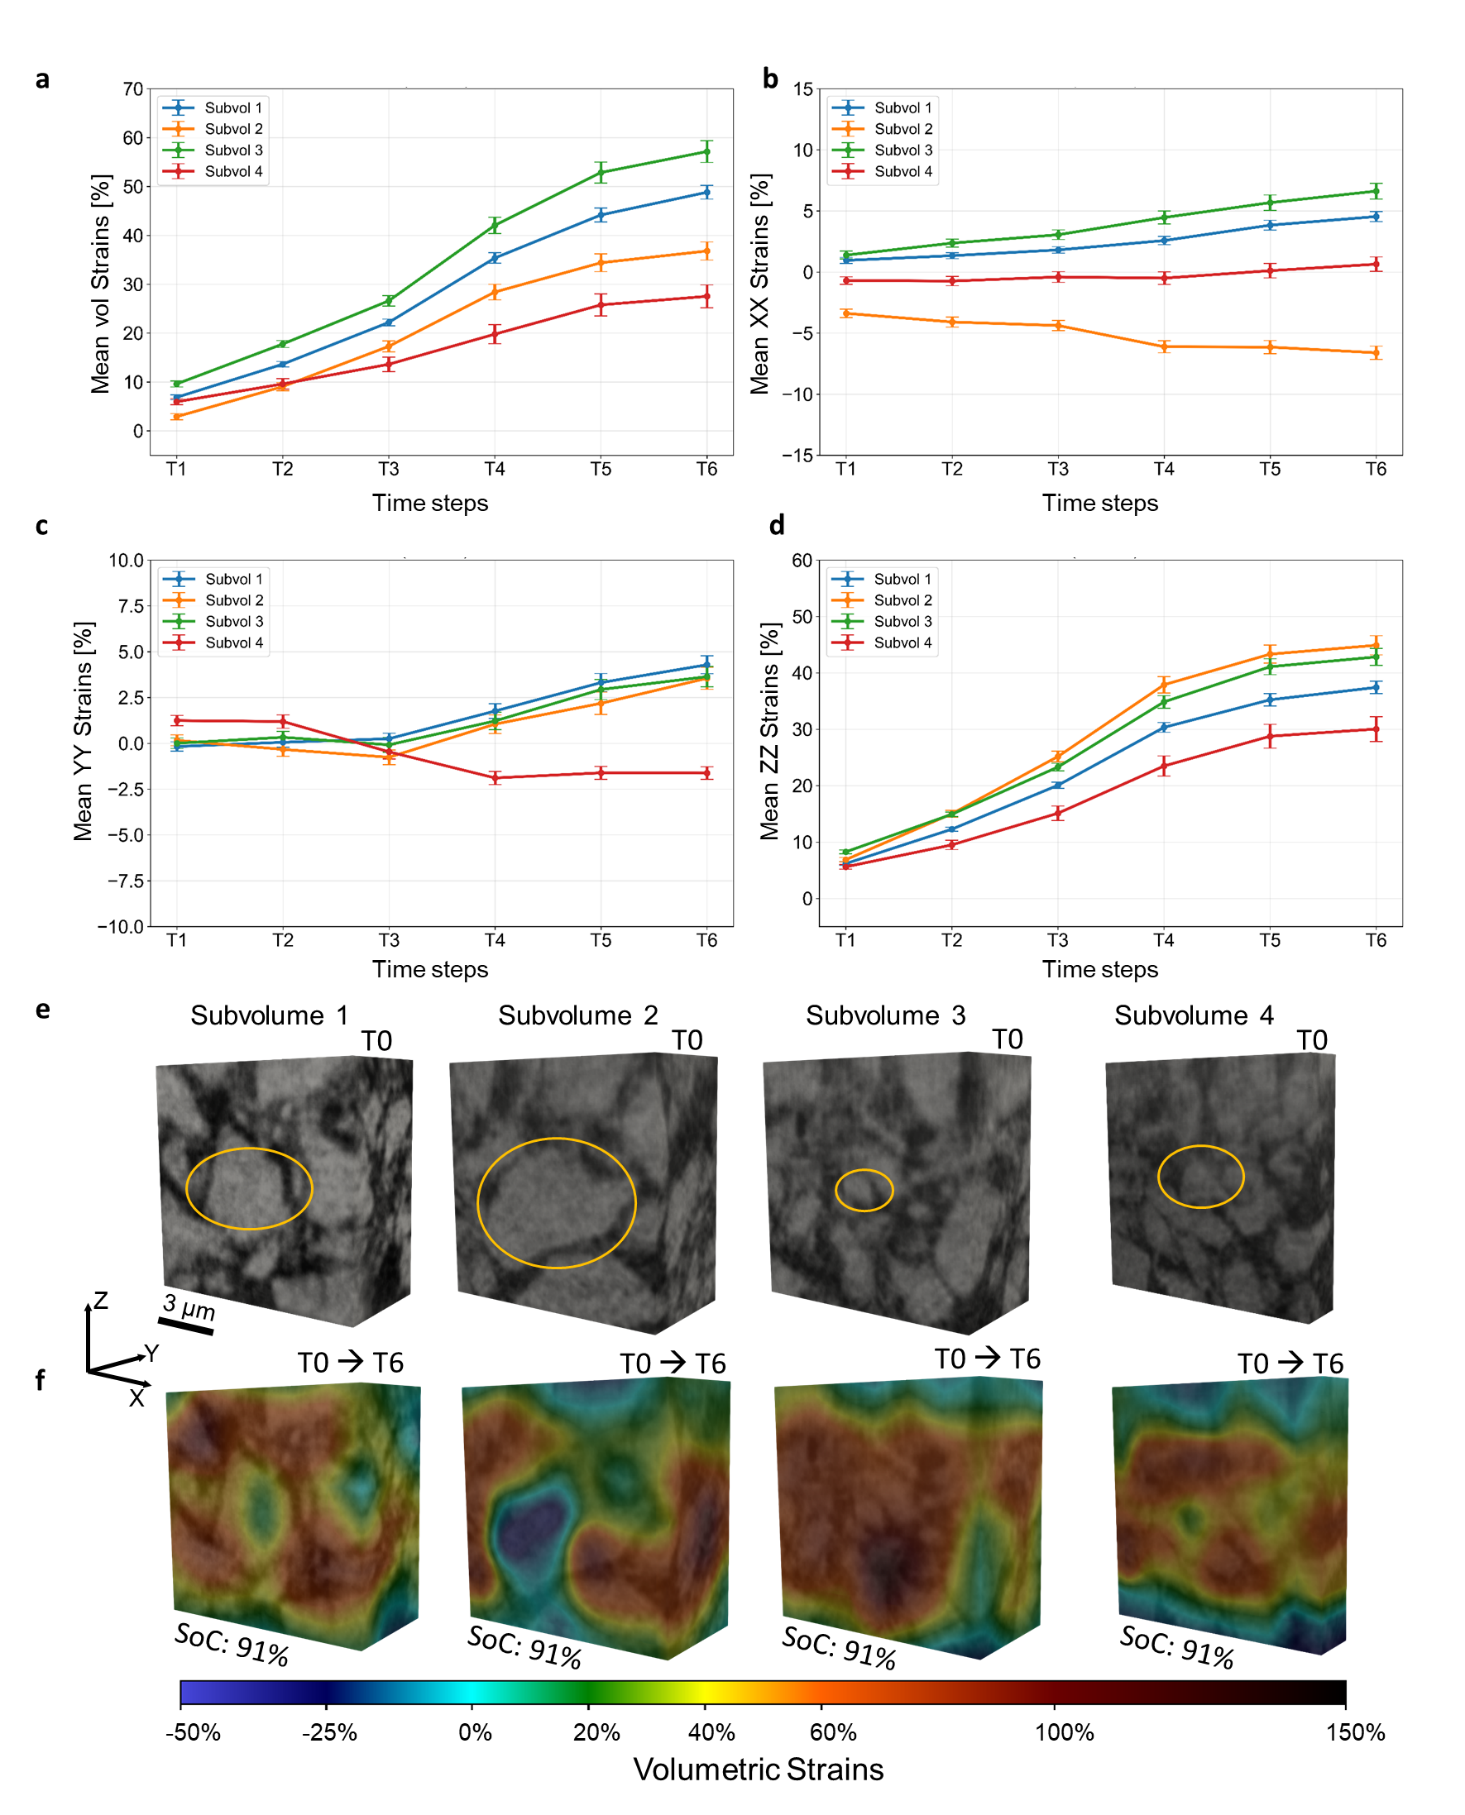 a
70
60
50
40
30
20
10
0
Mean vol Strains [%]
Subvol 1
Subvol 2
Subvol 3
Subvol 4
T1 T2 T3 T4 T5 T6
Time steps
b
15
10
5
0
−5
−10
−15
Mean XX Strains [%]
Subvol 1
Subvol 2
Subvol 3
Subvol 4
T1 T2 T3 T4 T5 T6
Time steps
c
10.0
7.5
5.0
2.5
0.0
−2.5
−5.0
−7.5
−10.0
Mean YY Strains [%]
Subvol 1
Subvol 2
Subvol 3
Subvol 4
T1 T2 T3 T4 T5 T6
Time steps
d
60
50
40
30
20
10
0
Mean ZZ Strains [%]
Subvol 1
Subvol 2
Subvol 3
Subvol 4
T1 T2 T3 T4 T5 T6
Time steps
e
Subvolume 1 Subvolume 2 Subvolume 3 Subvolume 4
T0 T0 T0 T0
3 µm
Z
Y
X
f
T0 → T6 T0 → T6 T0 → T6 T0 → T6
SoC: 91% SoC: 91% SoC: 91% SoC: 91%
-50% -25% 0% 20% 40% 60% 100% 150%
Volumetric Strains